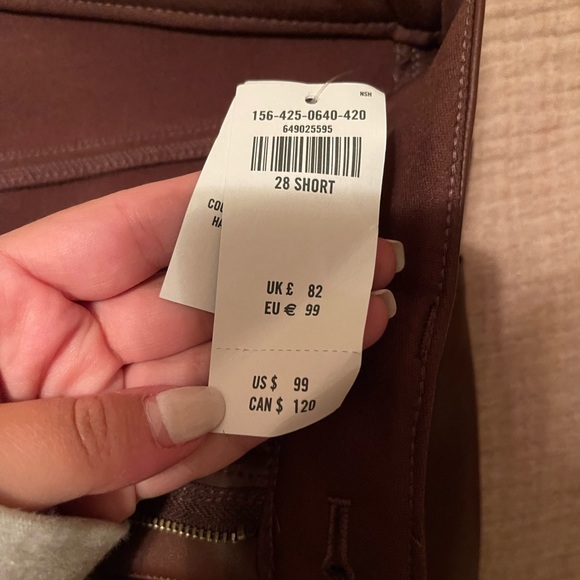 NSH
156-425-0640-420
649025595
28 SHORT
UK £ 82
EU € 99
US $ 99
CAN $ 120